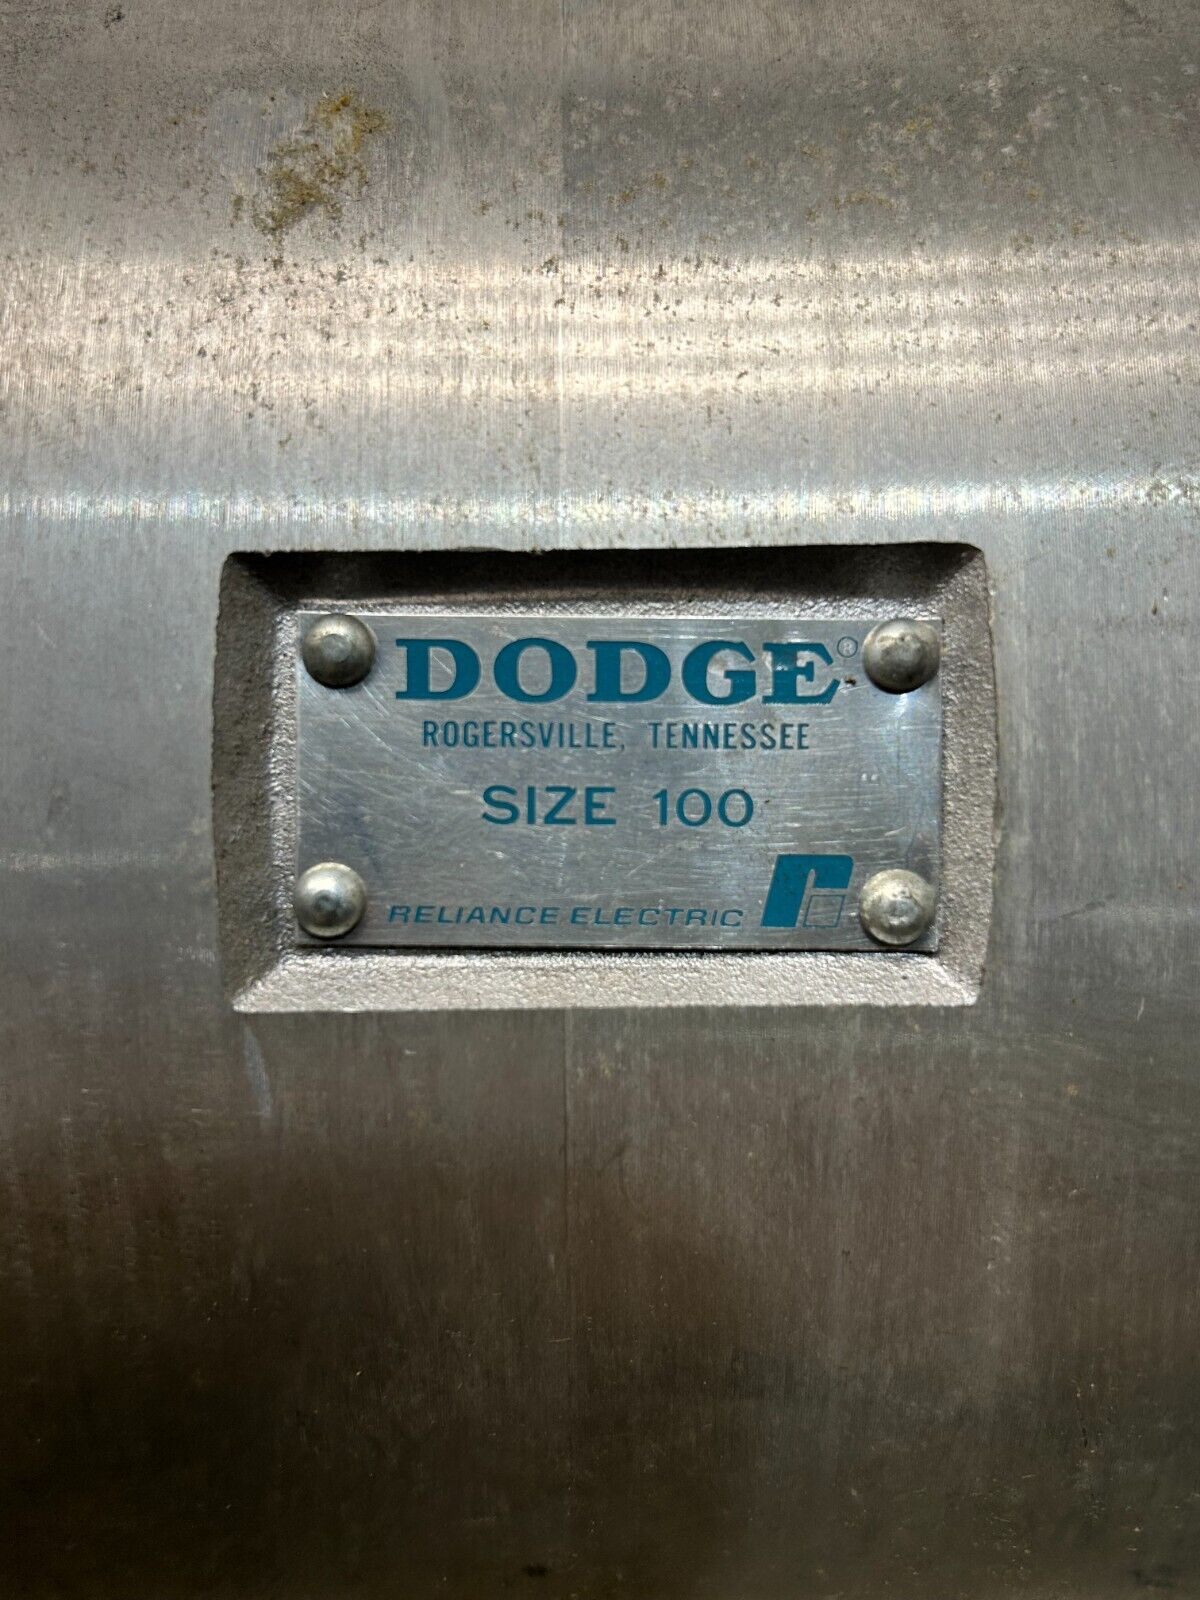 DODGE®
ROGERSVILLE, TENNESSEE
SIZE 100
RELIANCE ELECTRIC